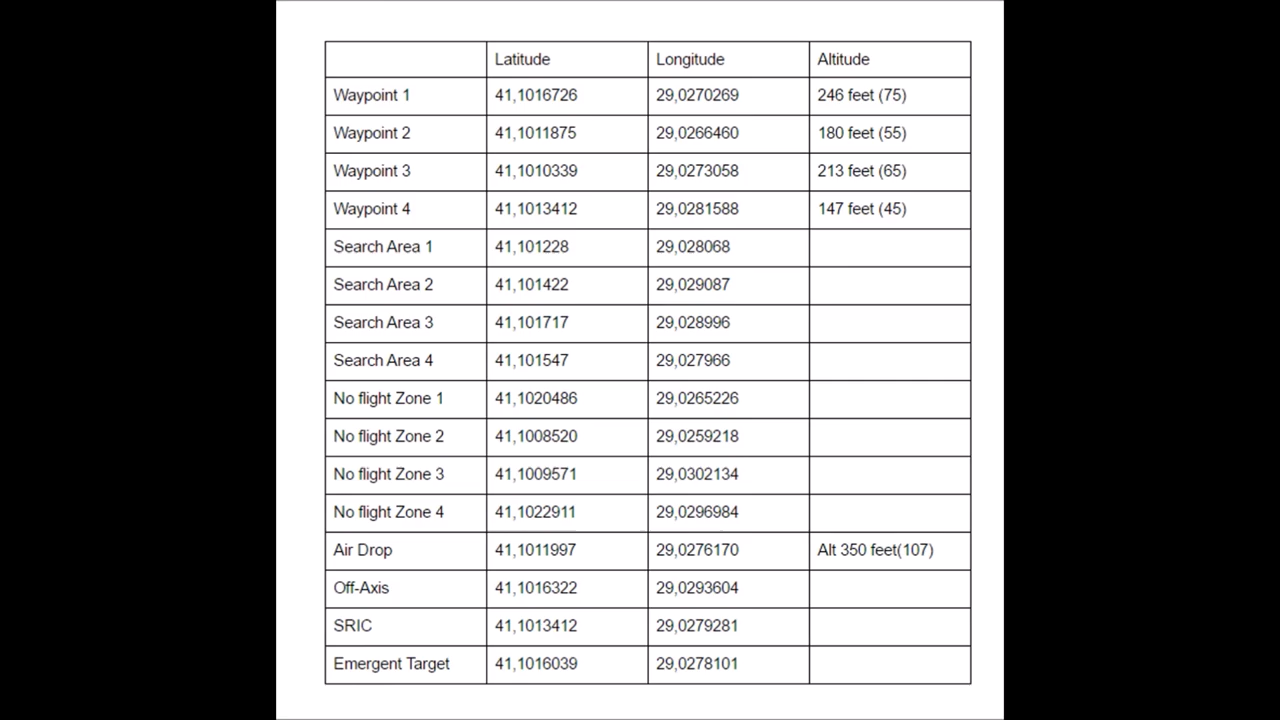 Latitude Longitude Altitude
Waypoint 1 41,1016726 29,0270269 246 feet (75)
Waypoint 2 41,1011875 29,0266460 180 feet (55)
Waypoint 3 41,1010339 29,0273058 213 feet (65)
Waypoint 4 41,1013412 29,0281588 147 feet (45)
Search Area 1 41,101228 29,028068
Search Area 2 41,101422 29,029087
Search Area 3 41,101717 29,028996
Search Area 4 41,101547 29,027966
No flight Zone 1 41,1020486 29,0265226
No flight Zone 2 41,1008520 29,0259218
No flight Zone 3 41,1009571 29,0302134
No flight Zone 4 41,1022911 29,0296984
Air Drop 41,1011997 29,0276170 Alt 350 feet(107)
Off-Axis 41,1016322 29,0293604
SRIC 41,1013412 29,0279281
Emergent Target 41,1016039 29,0278101